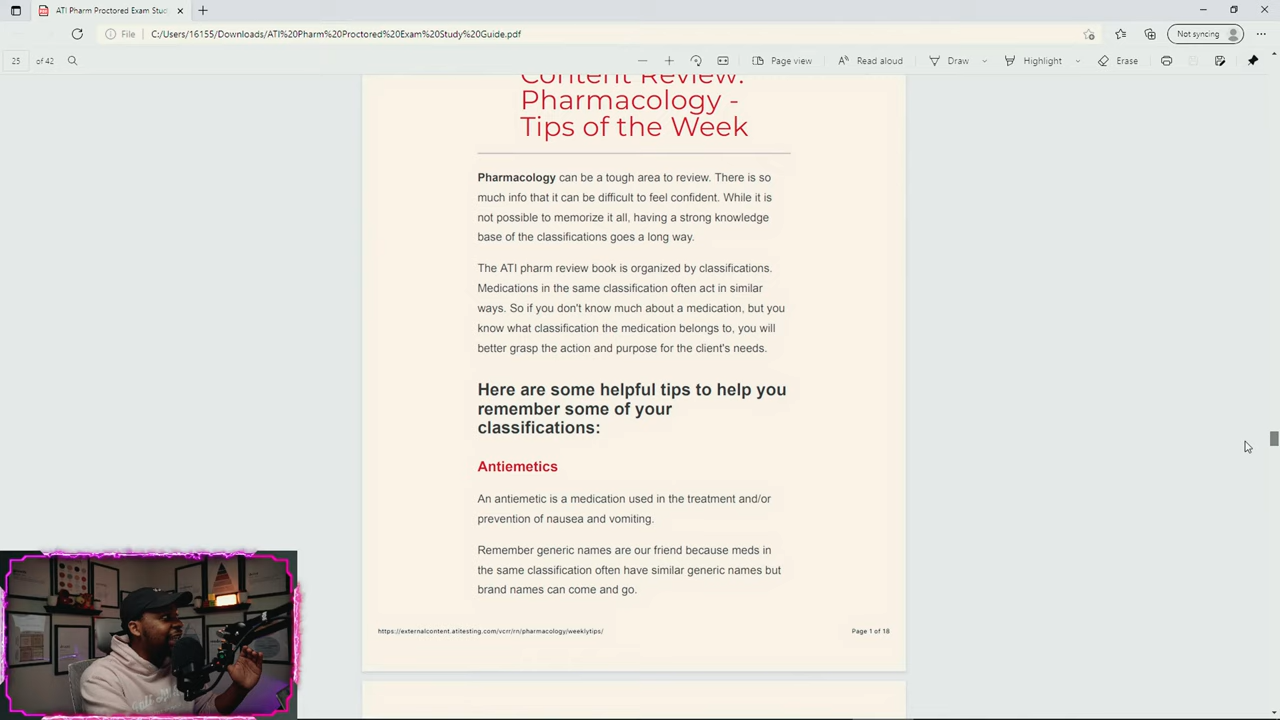 ATI Pharm Proctored Exam Stud
File
C:/Users/16155/Downloads/ATI%20Pharm%20Proctored%20Exam%20Study%20Guide.pdf
Not syncing
25 of 42
Page view
Read aloud
Draw
Highlight
Erase
Content Review:
Pharmacology -
Tips of the Week
Pharmacology can be a tough area to review. There is so
much info that it can be difficult to feel confident. While it is
not possible to memorize it all, having a strong knowledge
base of the classifications goes a long way.
The ATI pharm review book is organized by classifications.
Medications in the same classification often act in similar
ways. So if you don't know much about a medication, but you
know what classification the medication belongs to, you will
better grasp the action and purpose for the client's needs.
Here are some helpful tips to help you
remember some of your
classifications:
Antiemetics
An antiemetic is a medication used in the treatment and/or
prevention of nausea and vomiting.
Remember generic names are our friend because meds in
the same classification often have similar generic names but
brand names can come and go.
https://externalcontent.atitesting.com/vcrr/rn/pharmacology/weeklytips/
Page 1 of 18